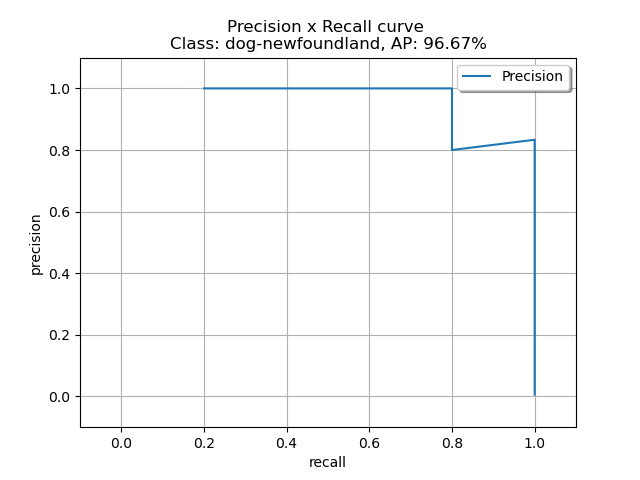 Precision x Recall curve
Class: dog-newfoundland, AP: 96.67%
Precision
1.0
0.8
0.6
0.4
0.2
0.0
precision
0.0 0.2 0.4 0.6 0.8 1.0
recall